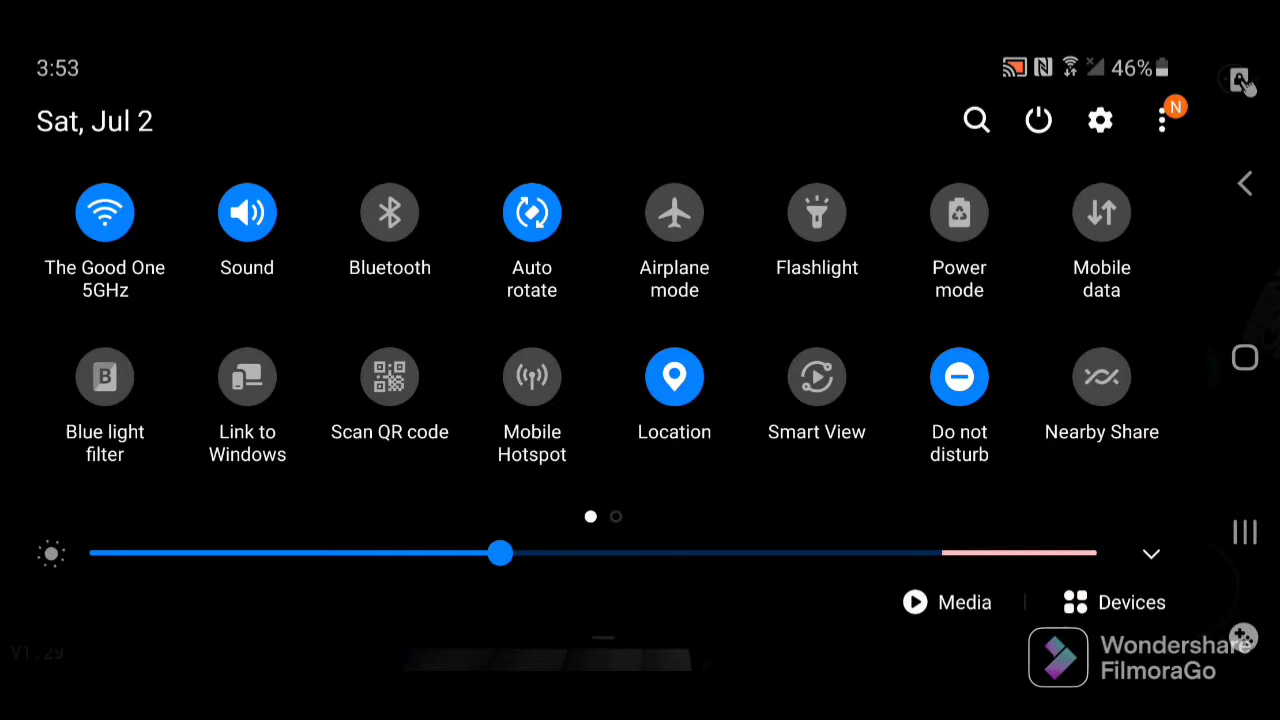 3:53
46%
Sat, Jul 2
N
The Good One
5GHz
Sound
Bluetooth
Auto
rotate
Airplane
mode
Flashlight
Power
mode
Mobile
data
B
Blue light
filter
Link to
Windows
Scan QR code
Mobile
Hotspot
Location
Smart View
Do not
disturb
Nearby Share
Media
Devices
V1.29
Wondershare
FilmoraGo